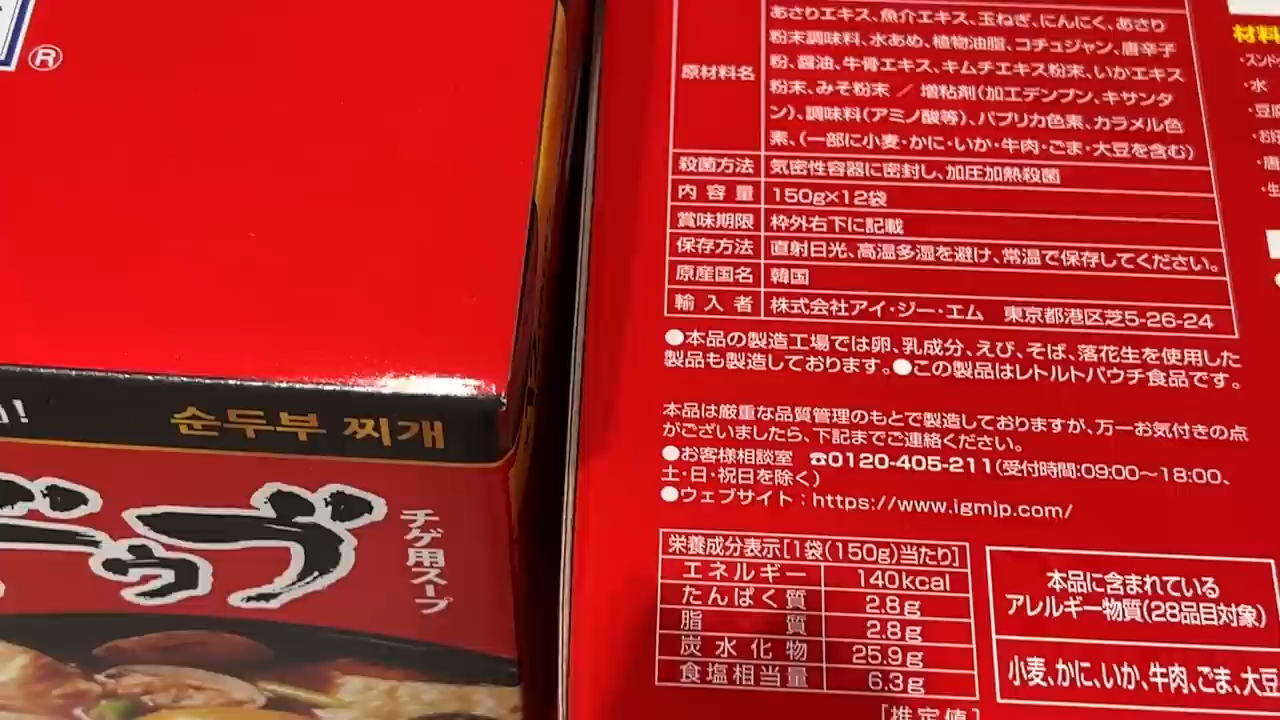 ®
순두부 찌개
チゲ用スープ
原材料名
あさりエキス、魚介エキス、玉ねぎ、にんにく、あさり
粉末調味料、水あめ、植物油脂、コチュジャン、唐辛子
粉、醤油、牛骨エキス、キムチエキス粉末、いかエキス
粉末、みそ粉末 ／ 増粘剤(加工デンプン、キサンタ
ン)、調味料(アミノ酸等)、パプリカ色素、カラメル色
素、(一部に小麦・かに・いか・牛肉・ごま・大豆を含む)
殺菌方法 気密性容器に密封し、加圧加熱殺菌
内容量 150g×12袋
賞味期限 枠外右下に記載
保存方法 直射日光、高温多湿を避け、常温で保存してください。
原産国名 韓国
輸入者 株式会社アイ・ジー・エム 東京都港区芝5-26-24
●本品の製造工場では卵、乳成分、えび、そば、落花生を使用した
製品も製造しております。●この製品はレトルトパウチ食品です。
本品は厳重な品質管理のもとで製造しておりますが、万一お気付きの点
がございましたら、下記までご連絡ください。
●お客様相談室 ☎0120-405-211(受付時間:09:00～18:00、
土・日・祝日を除く)
●ウェブサイト：https://www.igmjp.com/
栄養成分表示[1袋(150g)当たり]
エネルギー 140kcal
たんぱく質 2.8g
脂質 2.8g
炭水化物 25.9g
食塩相当量 6.3g
[推定値]
本品に含まれている
アレルギー物質(28品目対象)
小麦、かに、いか、牛肉、ごま、大豆
材料
・水